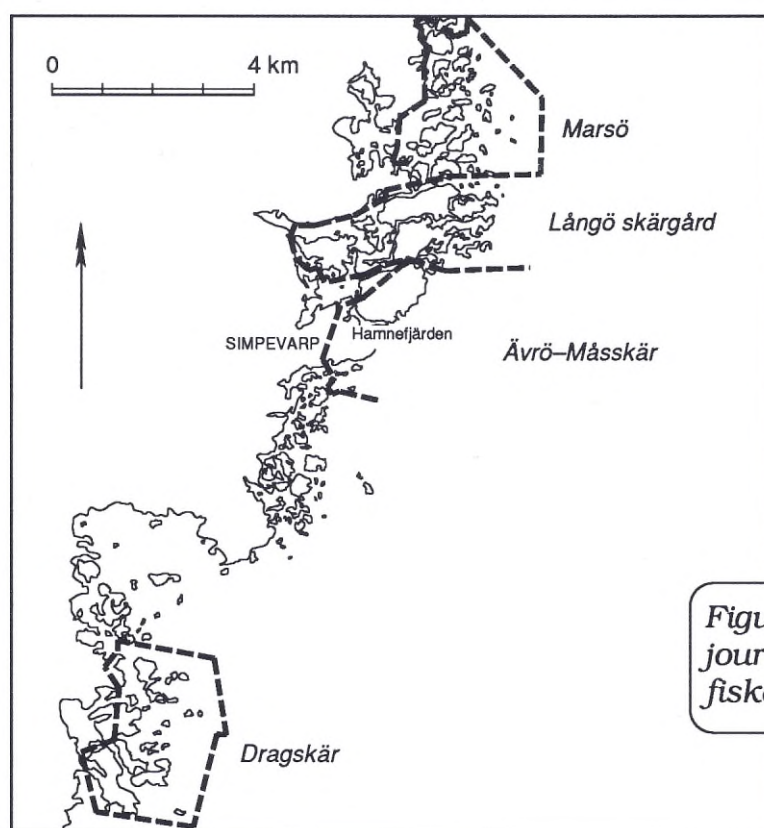 0 4 km
Marsö
Långö skärgård
SIMPEVARP
Hamnefjärden
Ävrö–Måsskär
Dragskär